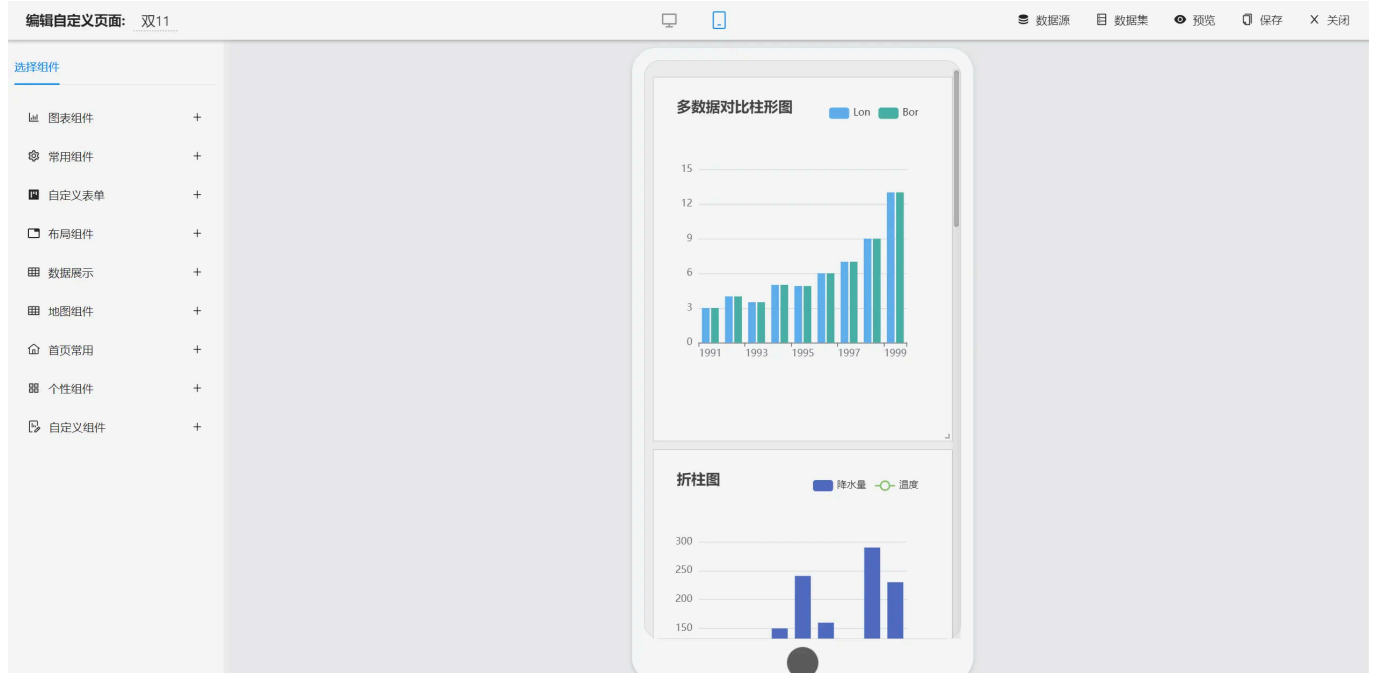 编辑自定义页面: 双11 数据源 数据集 预览 保存 关闭
选择组件
图表组件
常用组件
自定义表单
布局组件
数据展示
地图组件
首页常用
个性组件
自定义组件
多数据对比柱形图 Lon Bor
15
12
9
6
3
0
1991 1993 1995 1997 1999
折柱图 降水量 温度
300
250
200
150